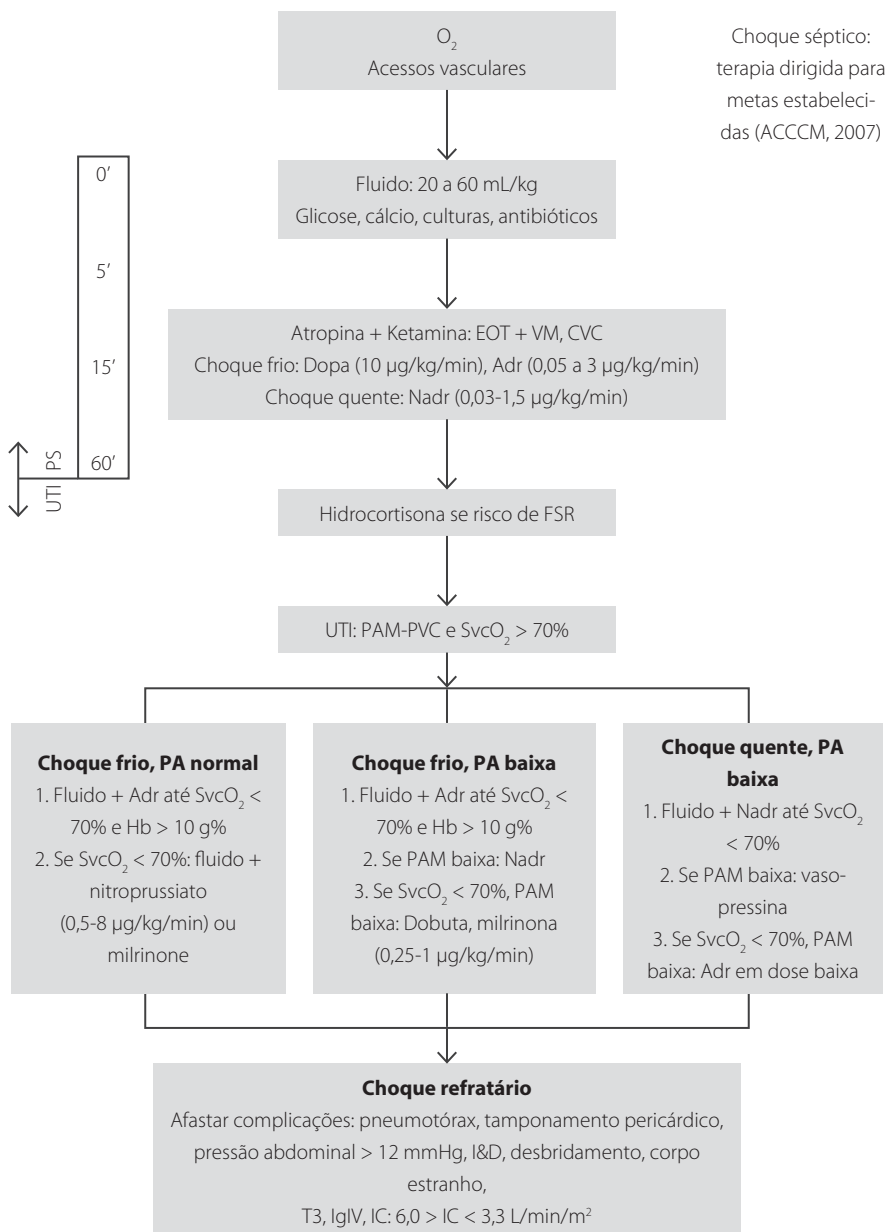 O₂
Acessos vasculares
Choque séptico:
terapia dirigida para
metas estabeleci-
das (ACCCM, 2007)
0’
5’
15’
60’
PS
UTI
Fluido: 20 a 60 mL/kg
Glicose, cálcio, culturas, antibióticos
Atropina + Ketamina: EOT + VM, CVC
Choque frio: Dopa (10 µg/kg/min), Adr (0,05 a 3 µg/kg/min)
Choque quente: Nadr (0,03-1,5 µg/kg/min)
Hidrocortisona se risco de FSR
UTI: PAM-PVC e SvcO₂ > 70%
Choque frio, PA normal
1. Fluido + Adr até SvcO₂ <
70% e Hb > 10 g%
2. Se SvcO₂ < 70%: fluido +
nitroprussiato
(0,5-8 µg/kg/min) ou
milrinone
Choque frio, PA baixa
1. Fluido + Adr até SvcO₂ <
70% e Hb > 10 g%
2. Se PAM baixa: Nadr
3. Se SvcO₂ < 70%, PAM
baixa: Dobuta, milrinona
(0,25-1 µg/kg/min)
Choque quente, PA
baixa
1. Fluido + Nadr até SvcO₂
< 70%
2. Se PAM baixa: vaso-
pressina
3. Se SvcO₂ < 70%, PAM
baixa: Adr em dose baixa
Choque refratário
Afastar complicações: pneumotórax, tamponamento pericárdico,
pressão abdominal > 12 mmHg, I&D, desbridamento, corpo
estranho,
T3, IgIV, IC: 6,0 > IC < 3,3 L/min/m²